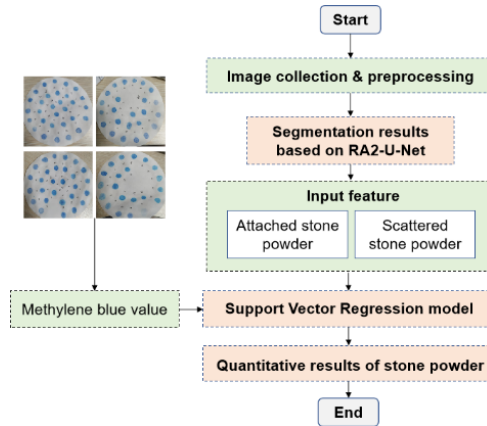 Start
Image collection & preprocessing
Segmentation results
based on RA2-U-Net
Input feature
Attached stone
powder
Scattered
stone powder
Methylene blue value
Support Vector Regression model
Quantitative results of stone powder
End